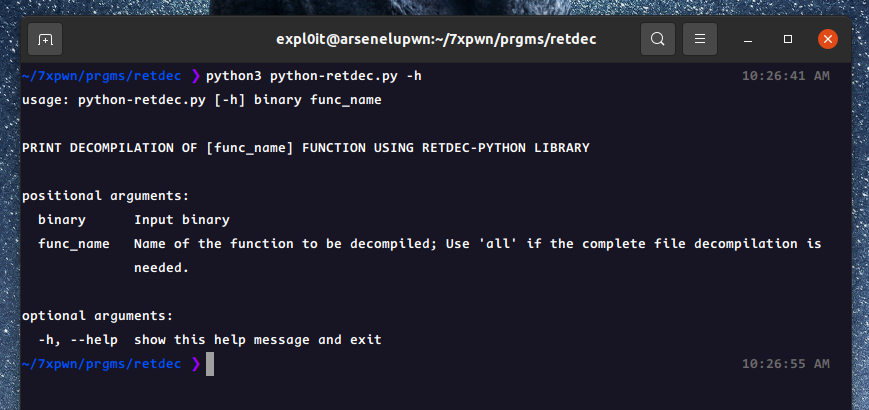 expl0it@arsenelupwn:~/7xpwn/prgms/retdec
~/7xpwn/prgms/retdec ❯ python3 python-retdec.py -h 10:26:41 AM
usage: python-retdec.py [-h] binary func_name
PRINT DECOMPILATION OF [func_name] FUNCTION USING RETDEC-PYTHON LIBRARY
positional arguments:
binary Input binary
func_name Name of the function to be decompiled; Use 'all' if the complete file decompilation is
needed.
optional arguments:
-h, --help show this help message and exit
~/7xpwn/prgms/retdec ❯ 10:26:55 AM